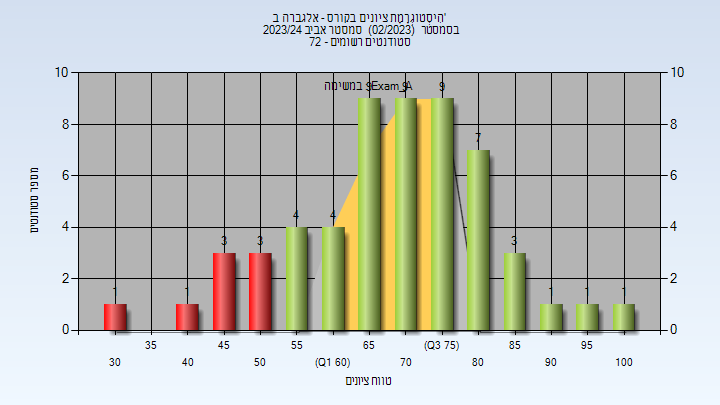 היסטוגרמת ציונים בקורס - אלגברה ב'
בסמסטר (02/2023) סמסטר אביב 2023/24
סטודנטים רשומים - 72
במשימה Exam_A
מספר סטודנטים
10 10
8 8
6 6
4 4
2 2
0 0
1 1 3 3 4 4 9 9 9 7 3 1 1 1
35 45 55 65 (Q3 75) 85 95
30 40 50 (Q1 60) 70 80 90 100
טווח ציונים